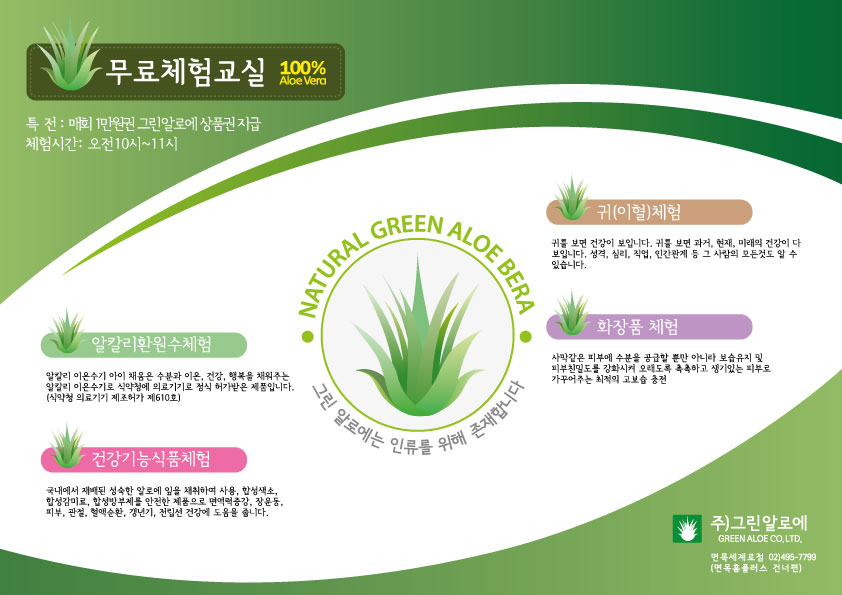 무료체험교실
100%
Aloe Vera
특 전 : 매회 1만원권 그린알로에 상품권 지급
체험시간: 오전10시~11시
NATURAL GREEN ALOE BERA
그린 알로에는 인류를 위해 존재합니다
알칼리환원수체험
알칼리 이온수기 아이 채움은 수분과 이온, 건강, 행복을 채워주는
알칼리 이온수기로 식약청에 의료기기로 정식 허가받은 제품입니다.
(식약청 의료기기 제조허가 제610호)
건강기능식품체험
국내에서 재배된 성숙한 알로에 잎을 채취하여 사용, 합성색소,
합성감미료, 합성방부제를 안전한 제품으로 면역력증강, 장운동,
피부, 관절, 혈액순환, 갱년기, 전립선 건강에 도움을 줍니다.
귀(이혈)체험
귀를 보면 건강이 보입니다. 귀를 보면 과거, 현재, 미래의 건강이 다
보입니다. 성격, 심리, 직업, 인간관계 등 그 사람의 모든것도 알 수
있습니다.
화장품 체험
사막같은 피부에 수분을 공급할 뿐만 아니라 보습유지 및
피부친밀도를 강화시켜 오래도록 촉촉하고 생기있는 피부로
가꾸어주는 최적의 고보습 충전
주)그린알로에
GREEN ALOE CO,.LTD.
면목세제로점 02)495-7799
(면목홈플러스 건너편)